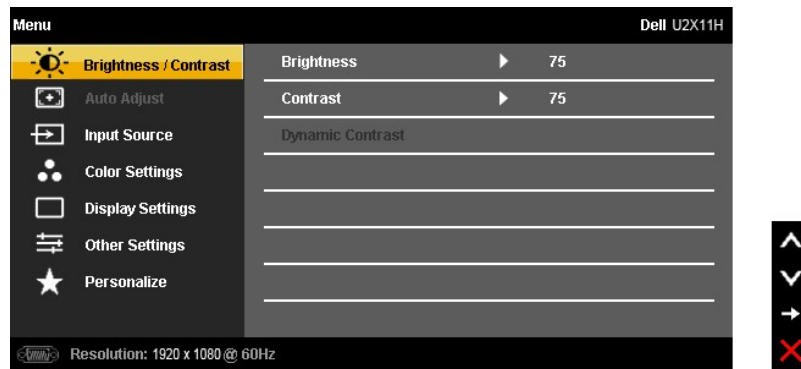 Menu Dell U2X11H
Brightness / Contrast
Auto Adjust
Input Source
Color Settings
Display Settings
Other Settings
Personalize
Brightness 75
Contrast 75
Dynamic Contrast
Resolution: 1920 x 1080 @ 60Hz